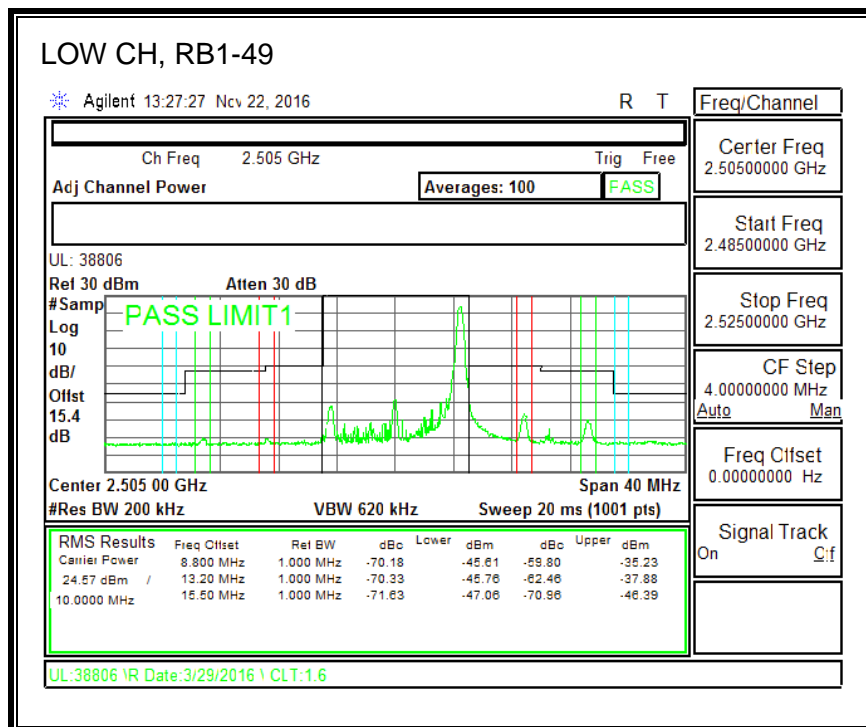 LOW CH, RB1-49
Agilent 13:27:27 Nov 22, 2016 R T
Ch Freq 2.505 GHz Trig Free
Adj Channel Power Averages: 100 PASS
UL: 38806
Ref 30 dBm Atten 30 dB
#Samp
Log
10
dB/
Offst
15.4
dB
PASS LIMIT1
Center 2.505 00 GHz Span 40 MHz
#Res BW 200 kHz VBW 620 kHz Sweep 20 ms (1001 pts)
RMS Results Freq Offset Ref BW dBc Lower dBm dBc Upper dBm
Carrier Power 8.800 MHz 1.000 MHz -70.18 -45.61 -59.80 -35.23
24.57 dBm / 13.20 MHz 1.000 MHz -70.33 -45.76 -62.46 -37.88
10.0000 MHz 15.50 MHz 1.000 MHz -71.63 -47.06 -70.96 -46.39
UL:38806 \R Date:3/29/2016 \ CLT:1.6
Freq/Channel
Center Freq
2.50500000 GHz
Start Freq
2.48500000 GHz
Stop Freq
2.52500000 GHz
CF Step
4.00000000 MHz
Auto Man
Freq Offset
0.00000000 Hz
Signal Track
On Off